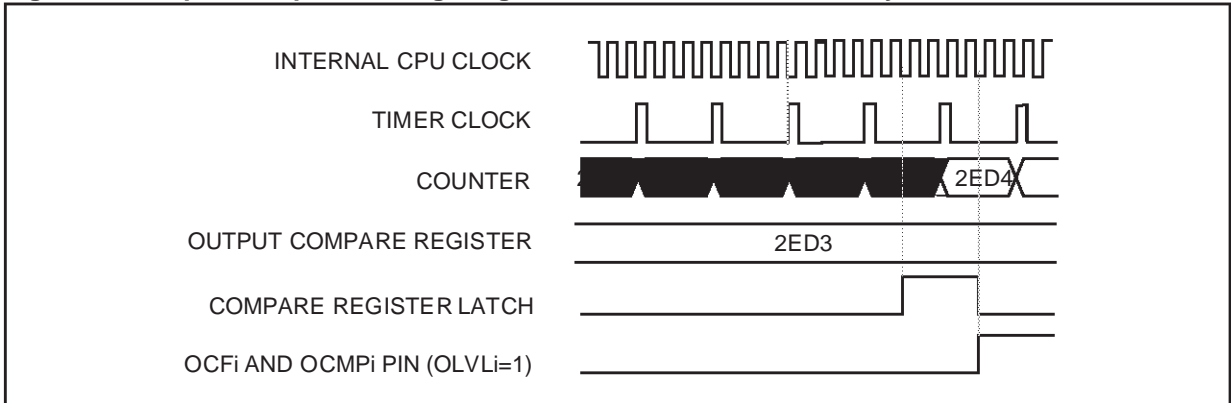 INTERNAL CPU CLOCK
TIMER CLOCK
COUNTER
2ED4
OUTPUT COMPARE REGISTER
2ED3
COMPARE REGISTER LATCH
OCFi AND OCMPi PIN (OLVLi=1)